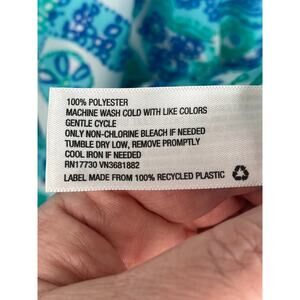 100% POLYESTER
MACHINE WASH COLD WITH LIKE COLORS
GENTLE CYCLE
ONLY NON-CHLORINE BLEACH IF NEEDED
TUMBLE DRY LOW, REMOVE PROMPTLY
COOL IRON IF NEEDED
RN17730 VN3681882
LABEL MADE FROM 100% RECYCLED PLASTIC